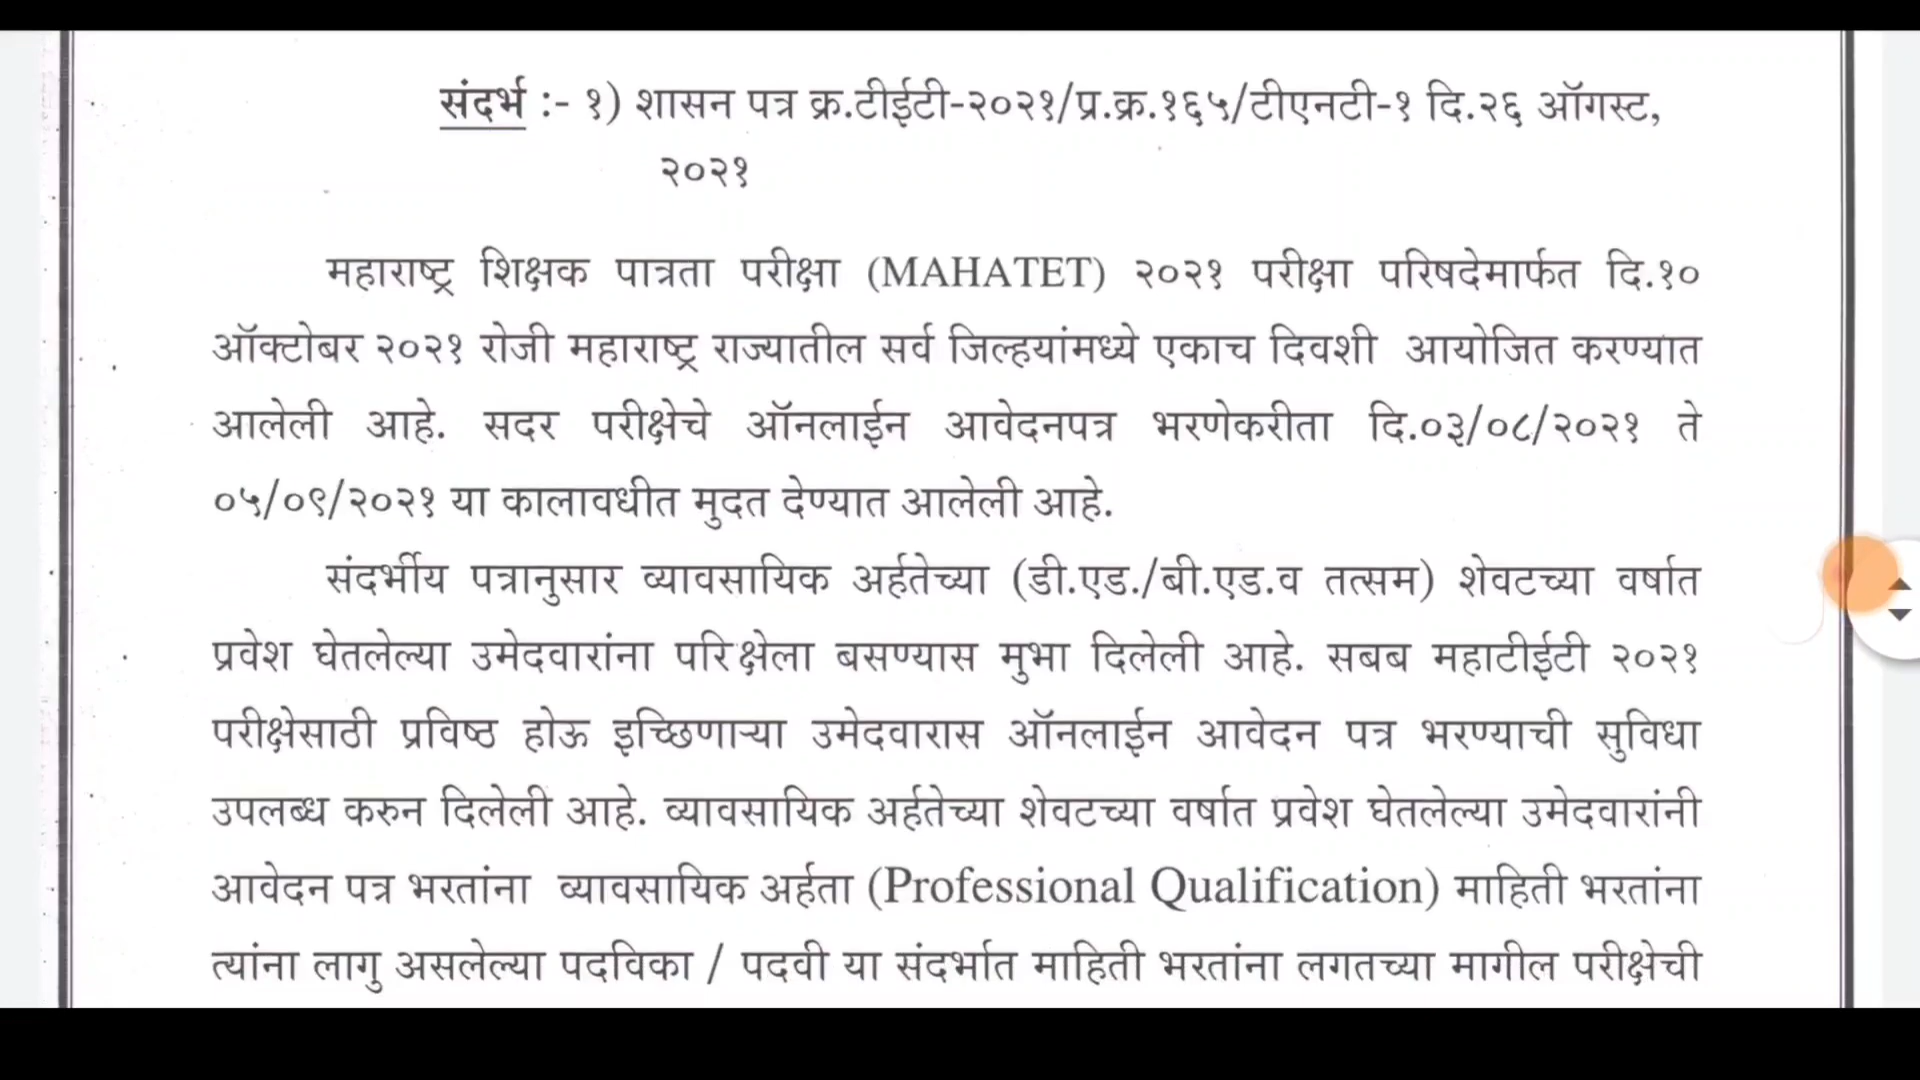 संदर्भ :- १) शासन पत्र क्र.टीईटी-२०२१/प्र.क्र.१६५/टीएनटी-१ दि.२६ ऑगस्ट,
२०२१
महाराष्ट्र शिक्षक पात्रता परीक्षा (MAHATET) २०२१ परीक्षा परिषदेमार्फत दि.१०
ऑक्टोबर २०२१ रोजी महाराष्ट्र राज्यातील सर्व जिल्हयांमध्ये एकाच दिवशी आयोजित करण्यात
आलेली आहे. सदर परीक्षेचे ऑनलाईन आवेदनपत्र भरणेकरीता दि.०३/०८/२०२१ ते
०५/०९/२०२१ या कालावधीत मुदत देण्यात आलेली आहे.
संदर्भीय पत्रानुसार व्यावसायिक अर्हतेच्या (डी.एड./बी.एड.व तत्सम) शेवटच्या वर्षात
प्रवेश घेतलेल्या उमेदवारांना परिक्षेला बसण्यास मुभा दिलेली आहे. सबब महाटीईटी २०२१
परीक्षेसाठी प्रविष्ठ होऊ इच्छिणाऱ्या उमेदवारास ऑनलाईन आवेदन पत्र भरण्याची सुविधा
उपलब्ध करुन दिलेली आहे. व्यावसायिक अर्हतेच्या शेवटच्या वर्षात प्रवेश घेतलेल्या उमेदवारांनी
आवेदन पत्र भरतांना व्यावसायिक अर्हता (Professional Qualification) माहिती भरतांना
त्यांना लागु असलेल्या पदविका / पदवी या संदर्भात माहिती भरतांना लगतच्या मागील परीक्षेची